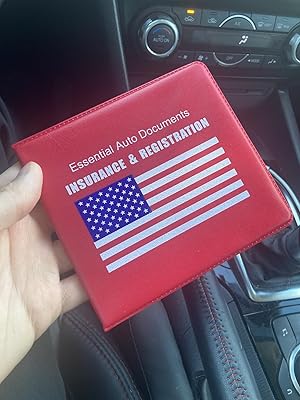 Essential Auto Documents
INSURANCE & REGISTRATION